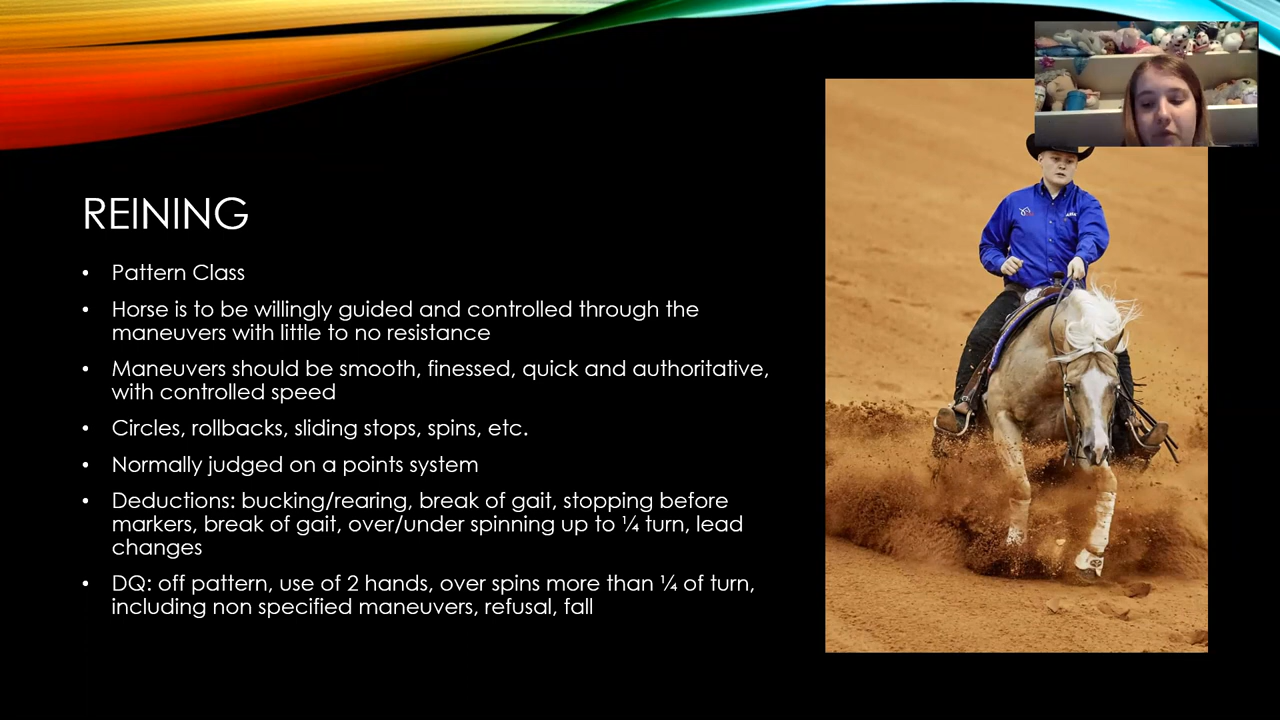 REINING
• Pattern Class
• Horse is to be willingly guided and controlled through the
maneuvers with little to no resistance
• Maneuvers should be smooth, finessed, quick and authoritative,
with controlled speed
• Circles, rollbacks, sliding stops, spins, etc.
• Normally judged on a points system
• Deductions: bucking/rearing, break of gait, stopping before
markers, break of gait, over/under spinning up to ¼ turn, lead
changes
• DQ: off pattern, use of 2 hands, over spins more than ¼ of turn,
including non specified maneuvers, refusal, fall